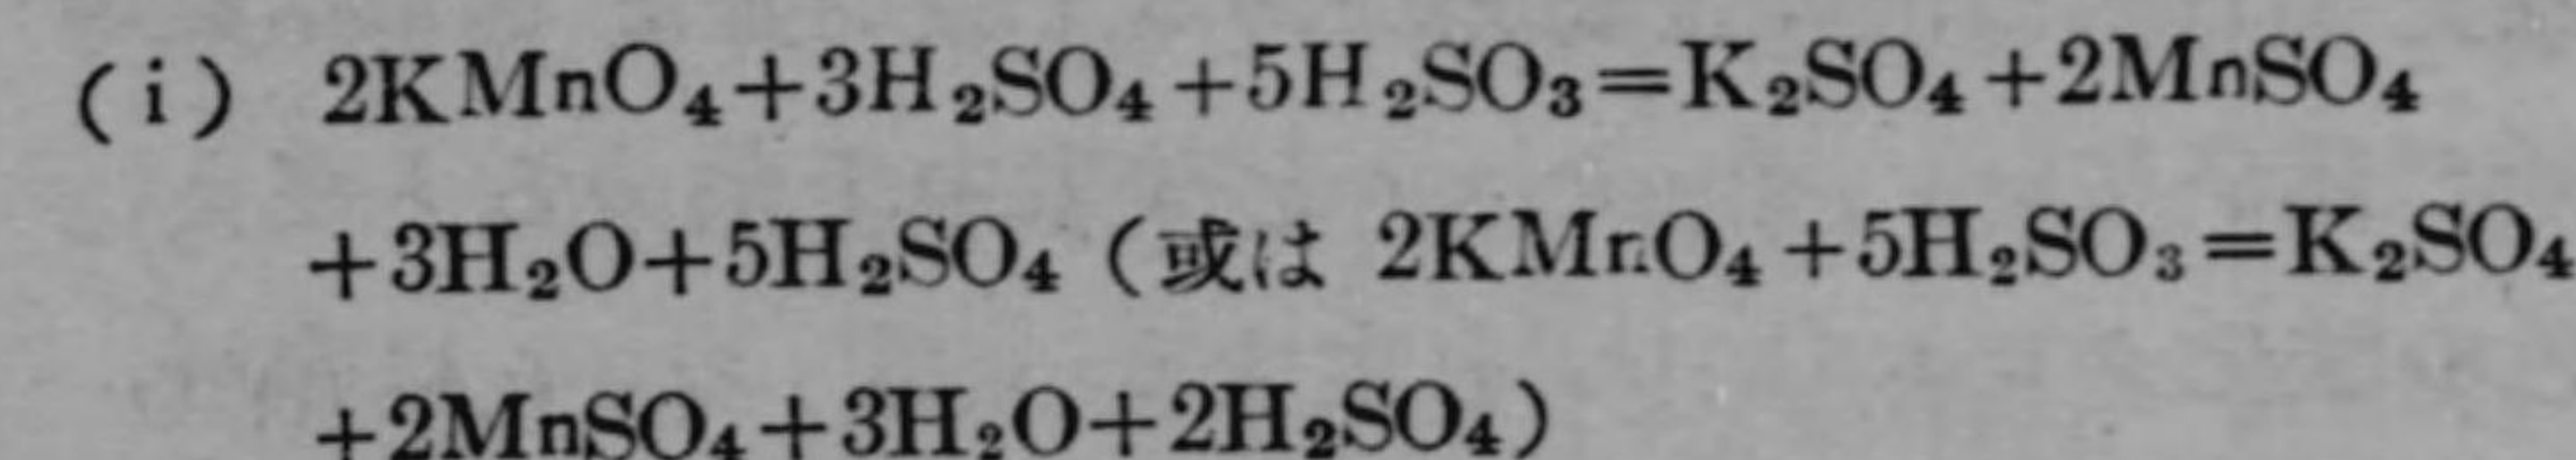 (i) 2KMnO₄+3H₂SO₄+5H₂SO₃=K₂SO₄+2MnSO₄
+3H₂O+5H₂SO₄ (或は 2KMnO₄+5H₂SO₃=K₂SO₄
+2MnSO₄+3H₂O+2H₂SO₄)